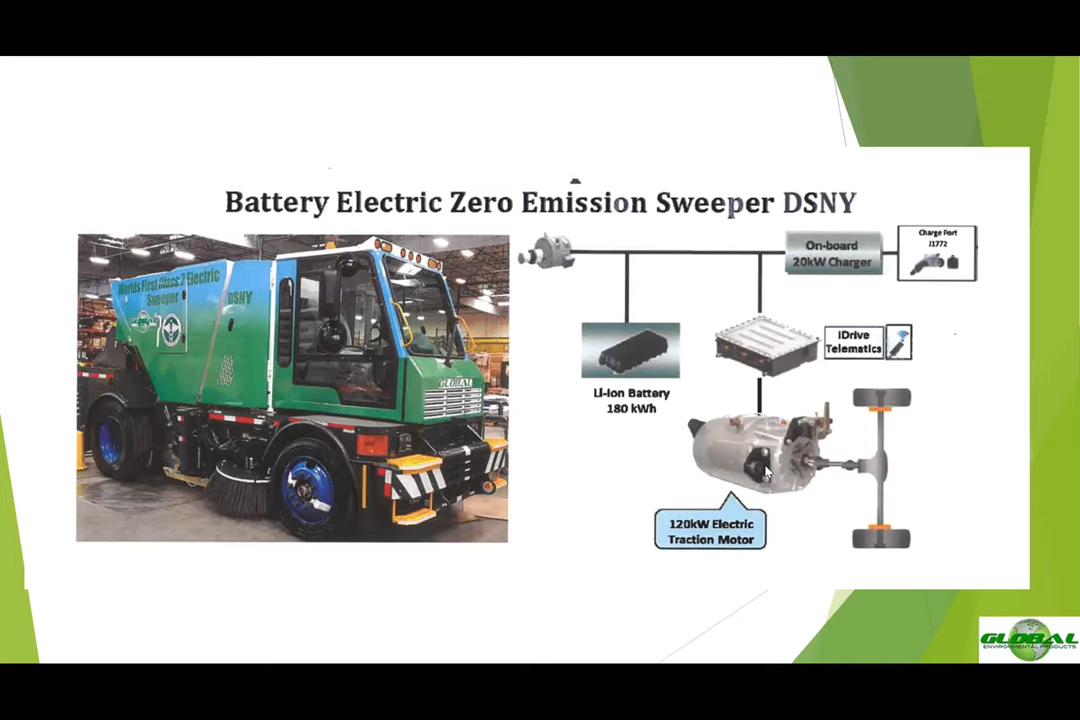 Battery Electric Zero Emission Sweeper DSNY
Worlds First Class 7 Electric
Sweeper
DSNY
GLOBAL
On-board
20kW Charger
Charge Port
J1772
Li-ion Battery
180 kWh
iDrive
Telematics
120kW Electric
Traction Motor
GLOBAL
ENVIRONMENTAL PRODUCTS